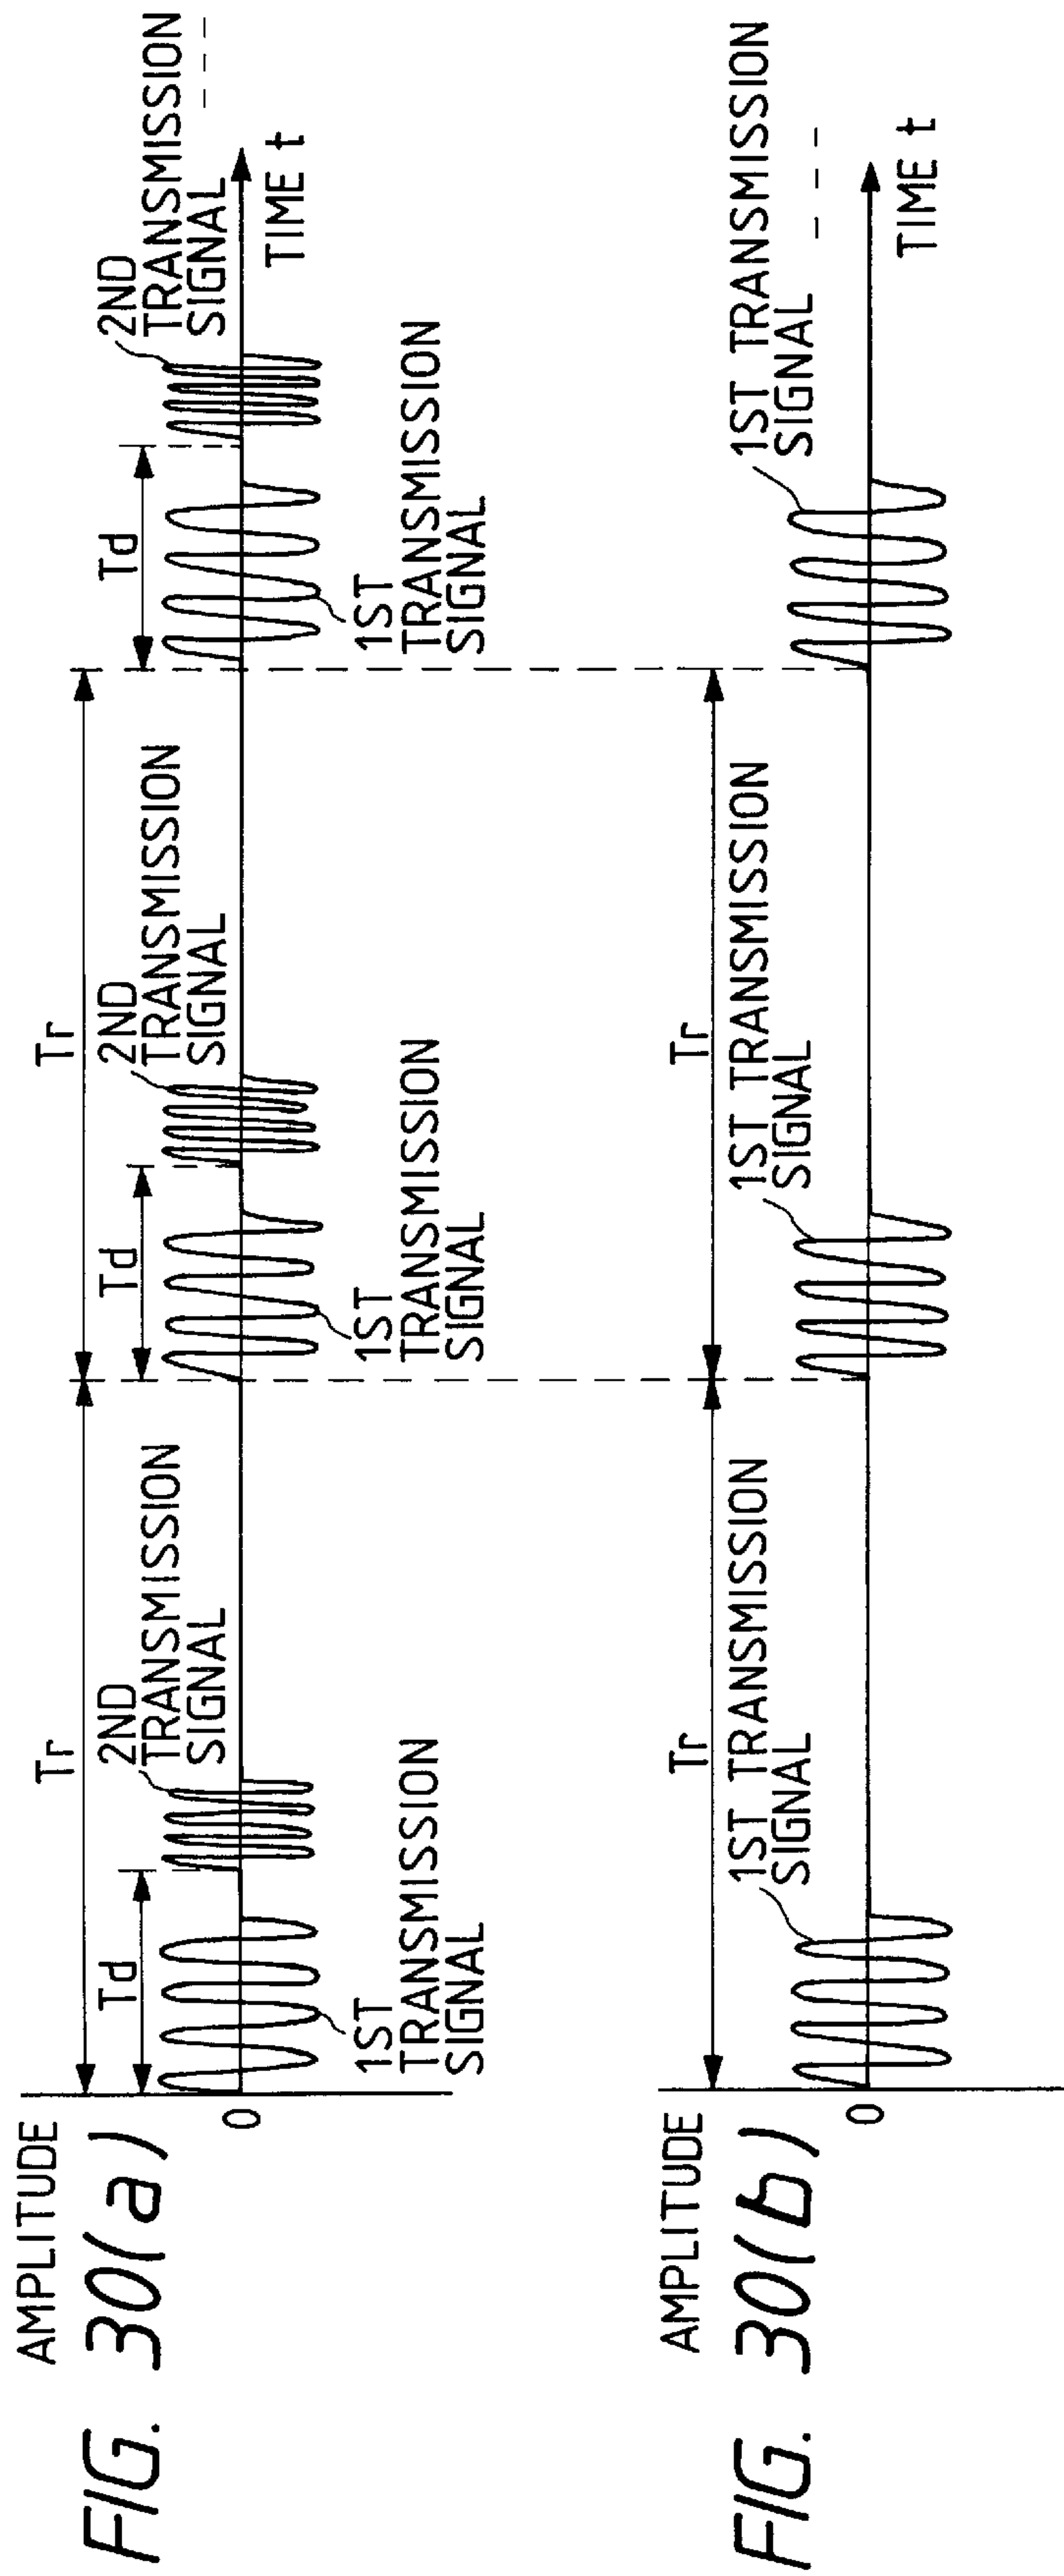 FIG. 30(a)
AMPLITUDE
0
Tr
Tr
Td
Td
Td
2ND
TRANSMISSION
SIGNAL
2ND
TRANSMISSION
SIGNAL
2ND
TRANSMISSION
SIGNAL
1ST
TRANSMISSION
SIGNAL
1ST
TRANSMISSION
SIGNAL
1ST
TRANSMISSION
SIGNAL
TIME t
FIG. 30(b)
AMPLITUDE
0
Tr
Tr
1ST TRANSMISSION
SIGNAL
1ST TRANSMISSION
SIGNAL
1ST TRANSMISSION
SIGNAL
TIME t